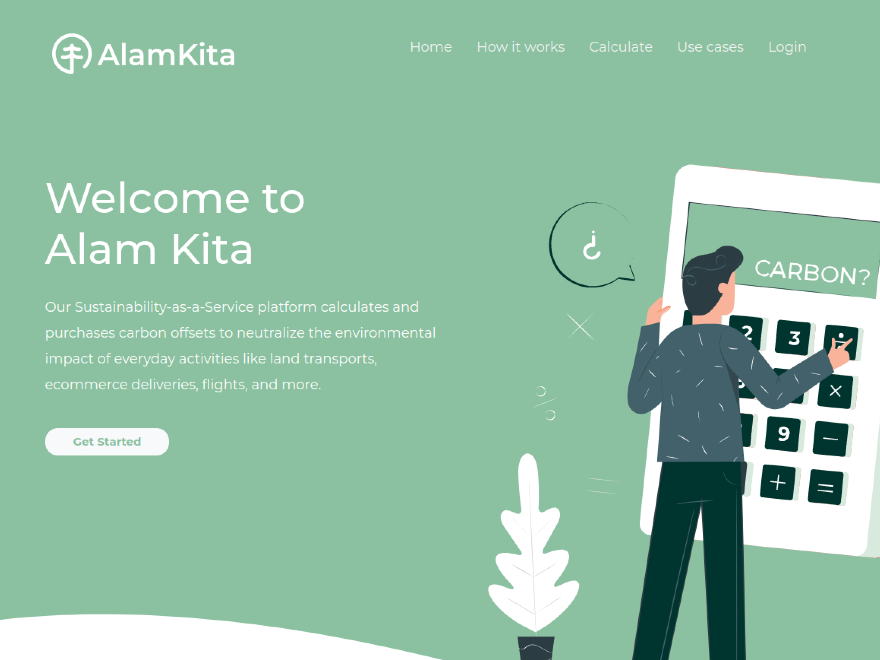 AlamKita
Home How it works Calculate Use cases Login
Welcome to
Alam Kita
Our Sustainability-as-a-Service platform calculates and
purchases carbon offsets to neutralize the environmental
impact of everyday activities like land transports,
ecommerce deliveries, flights, and more.
Get Started
¿
CARBON?
2 3 ÷
×
9 −
+ =